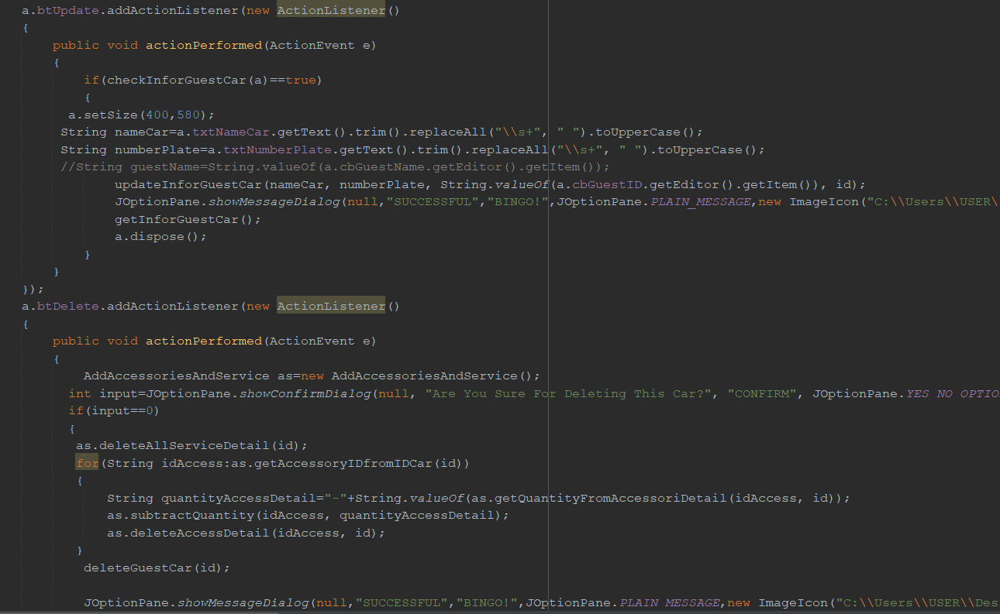 a.btUpdate.addActionListener(new ActionListener()
{
public void actionPerformed(ActionEvent e)
{
if(checkInforGuestCar(a)==true)
{
a.setSize(400,580);
String nameCar=a.txtNameCar.getText().trim().replaceAll("\\s+", " ").toUpperCase();
String numberPlate=a.txtNumberPlate.getText().trim().replaceAll("\\s+", " ").toUpperCase();
//String guestName=String.valueOf(a.cbGuestName.getEditor().getItem());
updateInforGuestCar(nameCar, numberPlate, String.valueOf(a.cbGuestID.getEditor().getItem()), id);
JOptionPane.showMessageDialog(null,"SUCCESSFUL","BINGO!",JOptionPane.PLAIN_MESSAGE,new ImageIcon("C:\\Users\\USER\
getInforGuestCar();
a.dispose();
}
}
});
a.btDelete.addActionListener(new ActionListener()
{
public void actionPerformed(ActionEvent e)
{
AddAccessoriesAndService as=new AddAccessoriesAndService();
int input=JOptionPane.showConfirmDialog(null, "Are You Sure For Deleting This Car?", "CONFIRM", JOptionPane.YES_NO_OPTIO
if(input==0)
{
as.deleteAllServiceDetail(id);
for(String idAccess:as.getAccessoryIDfromIDCar(id))
{
String quantityAccessDetail="-"+String.valueOf(as.getQuantityFromAccessoriDetail(idAccess, id));
as.subtractQuantity(idAccess, quantityAccessDetail);
as.deleteAccessDetail(idAccess, id);
}
deleteGuestCar(id);
JOptionPane.showMessageDialog(null,"SUCCESSFUL","BINGO!",JOptionPane.PLAIN_MESSAGE,new ImageIcon("C:\\Users\\USER\\Des